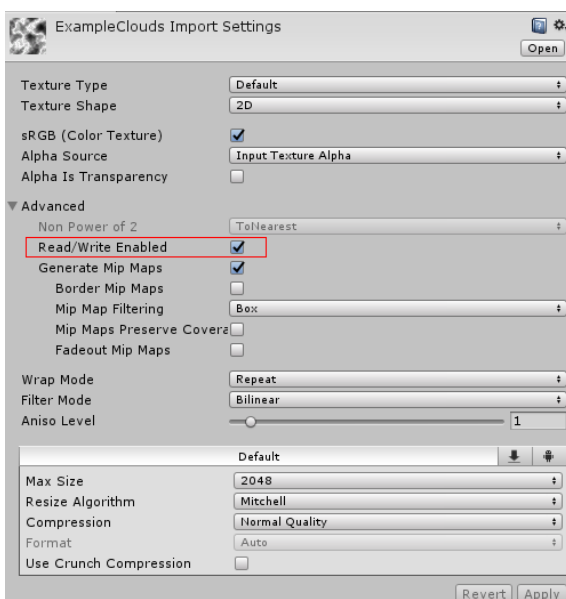 ExampleClouds Import Settings
Open
Texture Type Default
Texture Shape 2D
sRGB (Color Texture)
Alpha Source Input Texture Alpha
Alpha Is Transparency
Advanced
Non Power of 2 ToNearest
Read/Write Enabled
Generate Mip Maps
Border Mip Maps
Mip Map Filtering Box
Mip Maps Preserve Covera
Fadeout Mip Maps
Wrap Mode Repeat
Filter Mode Bilinear
Aniso Level 1
Default
Max Size 2048
Resize Algorithm Mitchell
Compression Normal Quality
Format Auto
Use Crunch Compression
Revert Apply